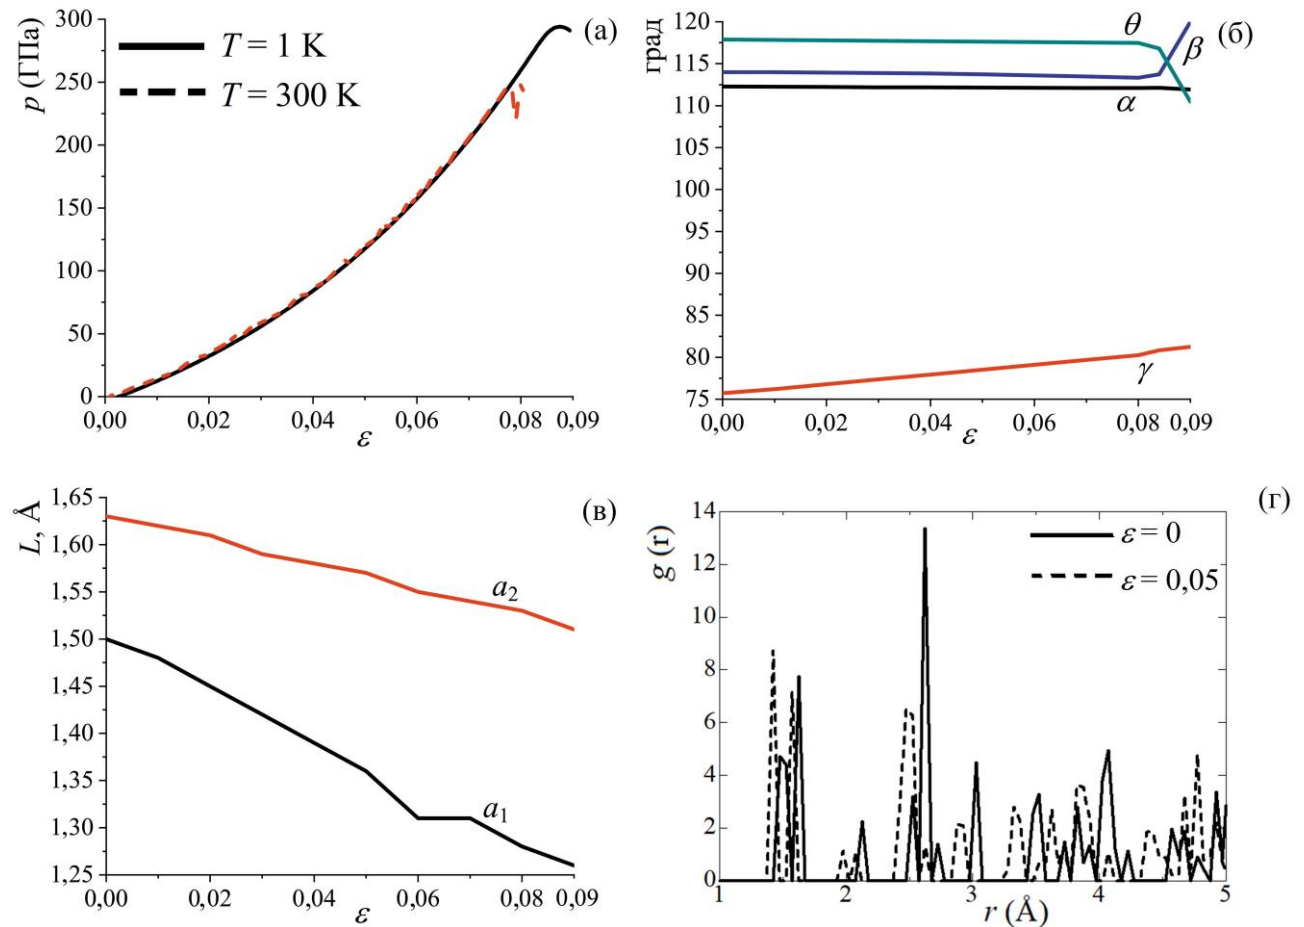 (а)
p (ГПа)
300
250
200
150
100
50
0
T = 1 K
T = 300 K
0,00 0,02 0,04 0,06 0,08 0,09
ε
(б)
град
120
115
110
105
100
95
90
85
80
75
θ
β
α
γ
0,00 0,02 0,04 0,06 0,08 0,09
ε
(в)
L, Å
1,65
1,60
1,55
1,50
1,45
1,40
1,35
1,30
1,25
a2
a1
0,00 0,02 0,04 0,06 0,08 0,09
ε
(г)
g (r)
14
12
10
8
6
4
2
0
ε = 0
ε = 0,05
1 2 3 4 5
r (Å)